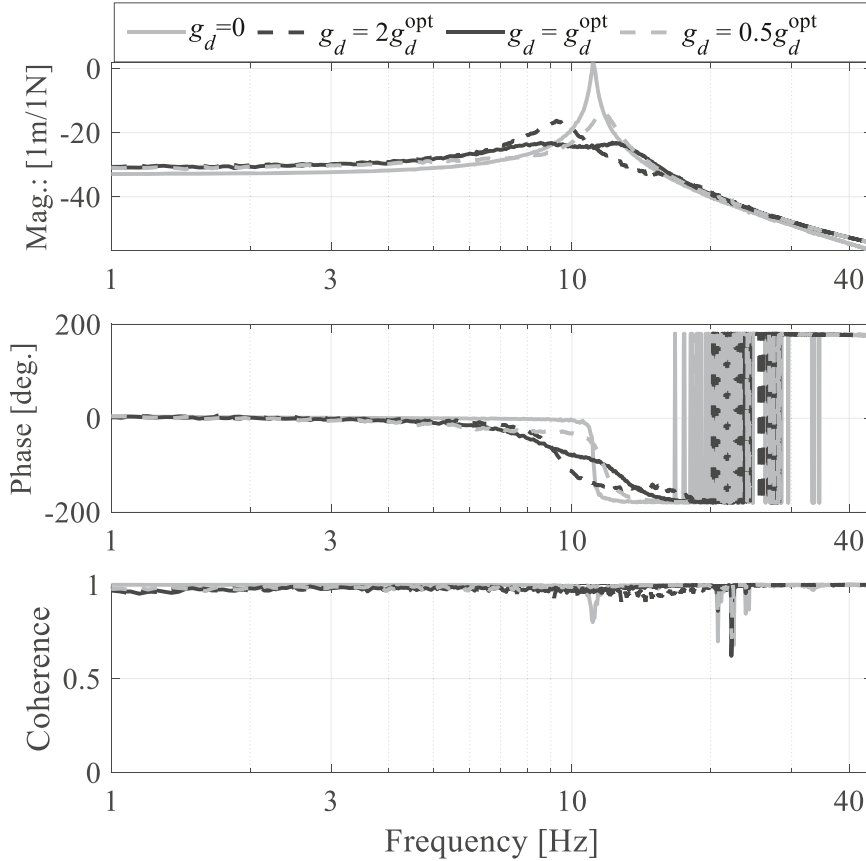 g_d=0 g_d = 2g_d^opt g_d = g_d^opt g_d = 0.5g_d^opt
Mag.: [1m/1N]
0
-20
-40
1 3 10 40
Phase [deg.]
200
0
-200
1 3 10 40
Coherence
1
0.5
0
1 3 10 40
Frequency [Hz]